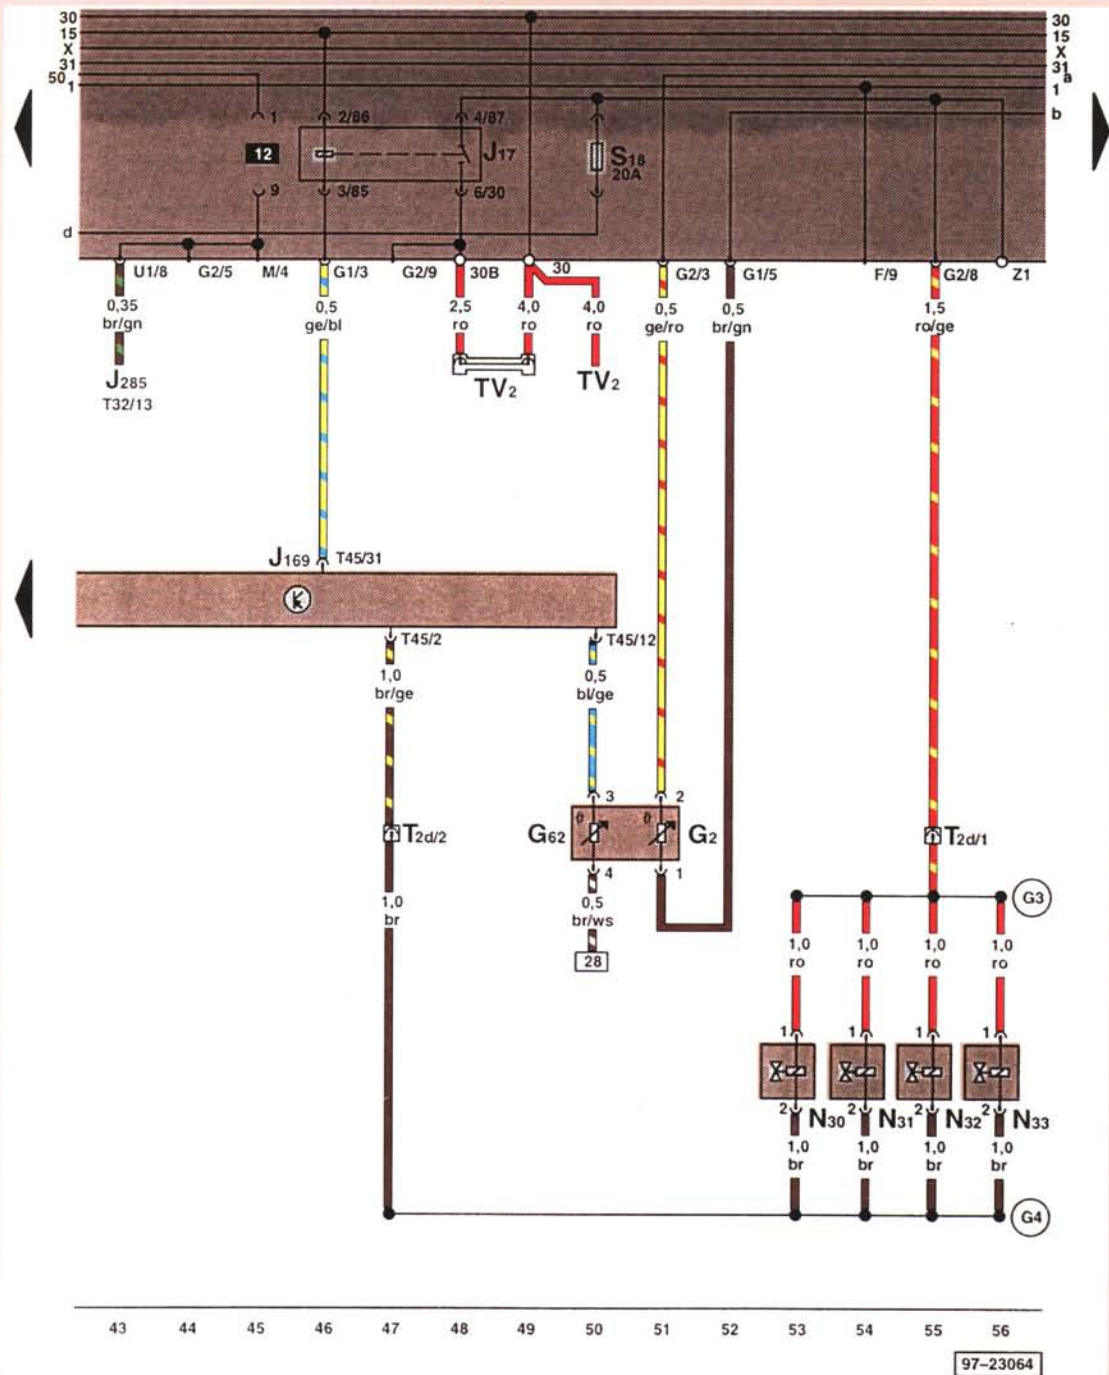 30 30
15 15
X X
31 31
50 a
1 1
b
1 2/86 4/87
12 J17 S18
20A
9 3/85 6/30
d
U1/8 G2/5 M/4 G1/3 G2/9 30B 30 G2/3 G1/5 F/9 G2/8 Z1
0,35 0,5 2,5 4,0 4,0 0,5 0,5 1,5
br/gn ge/bl ro ro ro ge/ro br/gn ro/ge
J285 TV2 TV2
T32/13
J169 T45/31
T45/2 T45/12
1,0 0,5
br/ge bl/ge
3 2
T2d/2 G62 G2 T2d/1
4 1
1,0 0,5 G3
br br/ws
28
1,0 1,0 1,0 1,0
ro ro ro ro
1 1 1 1
2 N30 2 N31 2 N32 2 N33
1,0 1,0 1,0 1,0
br br br br
G4
43 44 45 46 47 48 49 50 51 52 53 54 55 56
97-23064